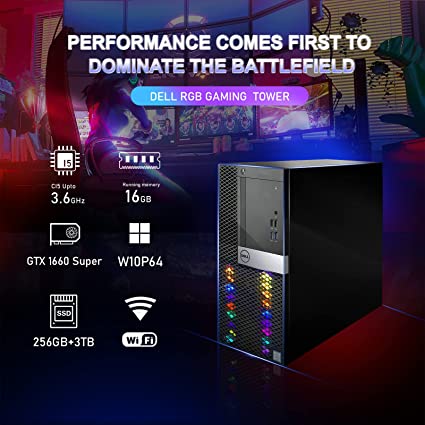 PERFORMANCE COMES FIRST TO
DOMINATE THE BATTLEFIELD
DELL RGB GAMING TOWER
i5
CI5 Upto
3.6GHz
Running memory
16GB
GTX 1660 Super
W10P64
SSD
256GB+3TB
Wi Fi
DELL